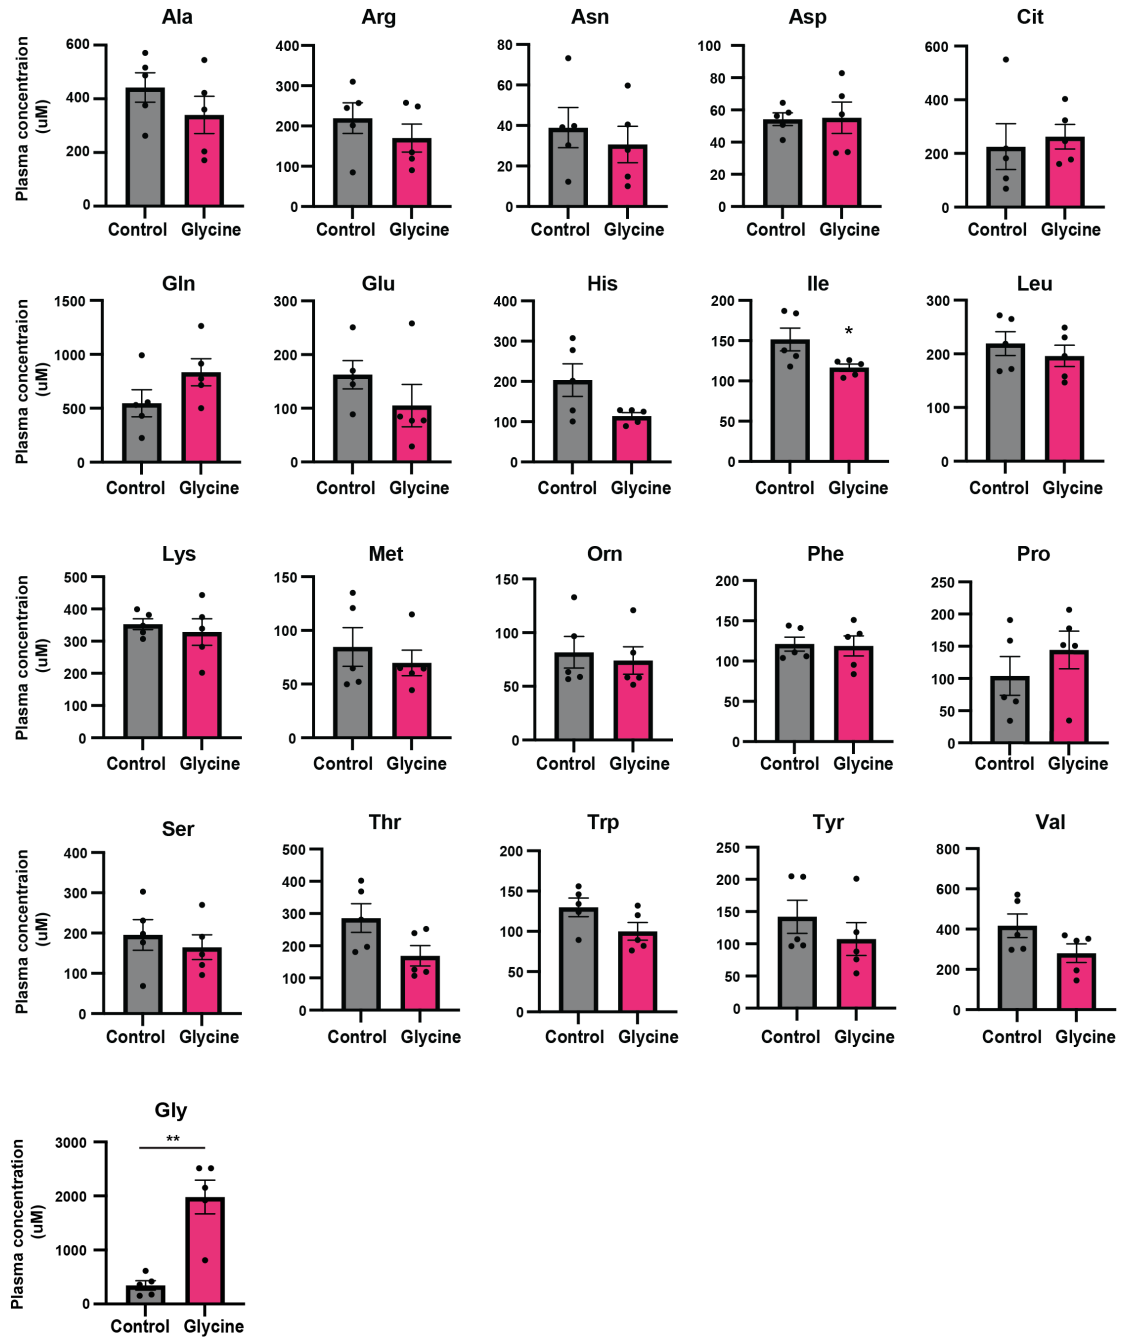 Ala Arg Asn Asp Cit
Plasma concentraion
(uM)
600 400 200 0
400 300 200 100 0
80 60 40 20 0
100 80 60 40 20 0
600 400 200 0
Control Glycine Control Glycine Control Glycine Control Glycine Control Glycine
Gln Glu His Ile Leu
Plasma concentraion
(uM)
1500 1000 500 0
300 200 100 0
400 300 200 100 0
200 150 100 50 0
*
300 200 100 0
Control Glycine Control Glycine Control Glycine Control Glycine Control Glycine
Lys Met Orn Phe Pro
Plasma concentraion
(uM)
500 400 300 200 100 0
150 100 50 0
150 100 50 0
200 150 100 50 0
250 200 150 100 50 0
Control Glycine Control Glycine Control Glycine Control Glycine Control Glycine
Ser Thr Trp Tyr Val
Plasma concentraion
(uM)
400 300 200 100 0
500 400 300 200 100 0
200 150 100 50 0
250 200 150 100 50 0
800 600 400 200 0
Control Glycine Control Glycine Control Glycine Control Glycine Control Glycine
Gly
Plasma concentration
(uM)
3000 2000 1000 0
**
Control Glycine